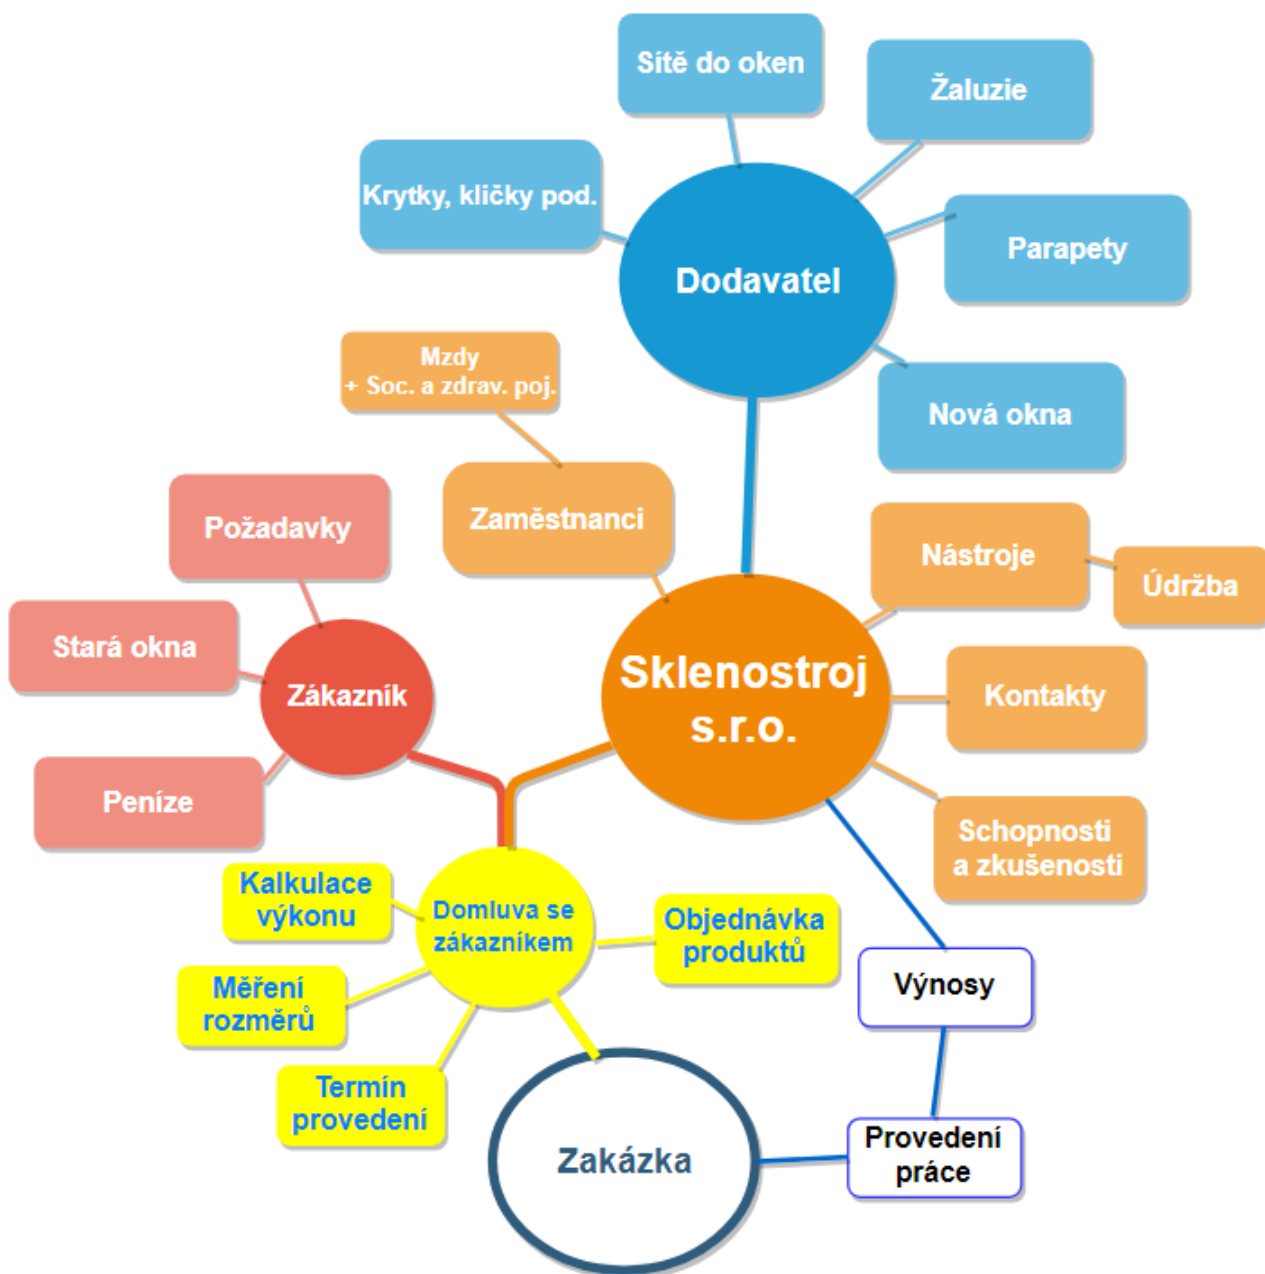 Sítě do oken
Žaluzie
Krytky, kličky pod.
Parapety
Dodavatel
Mzdy
+ Soc. a zdrav. poj.
Nová okna
Požadavky
Zaměstnanci
Nástroje
Údržba
Stará okna
Zákazník
Sklenostroj
s.r.o.
Kontakty
Peníze
Schopnosti
a zkušenosti
Kalkulace
výkonu
Domluva se
zákazníkem
Objednávka
produktů
Měření
rozměrů
Výnosy
Termín
provedení
Zakázka
Provedení
práce